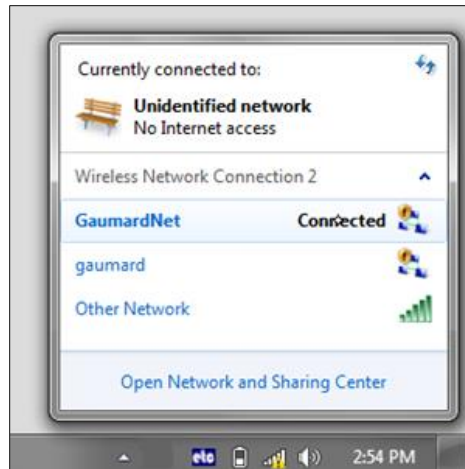 Currently connected to:
Unidentified network
No Internet access
Wireless Network Connection 2
GaumardNet Connected
gaumard
Other Network
Open Network and Sharing Center
elo 2:54 PM